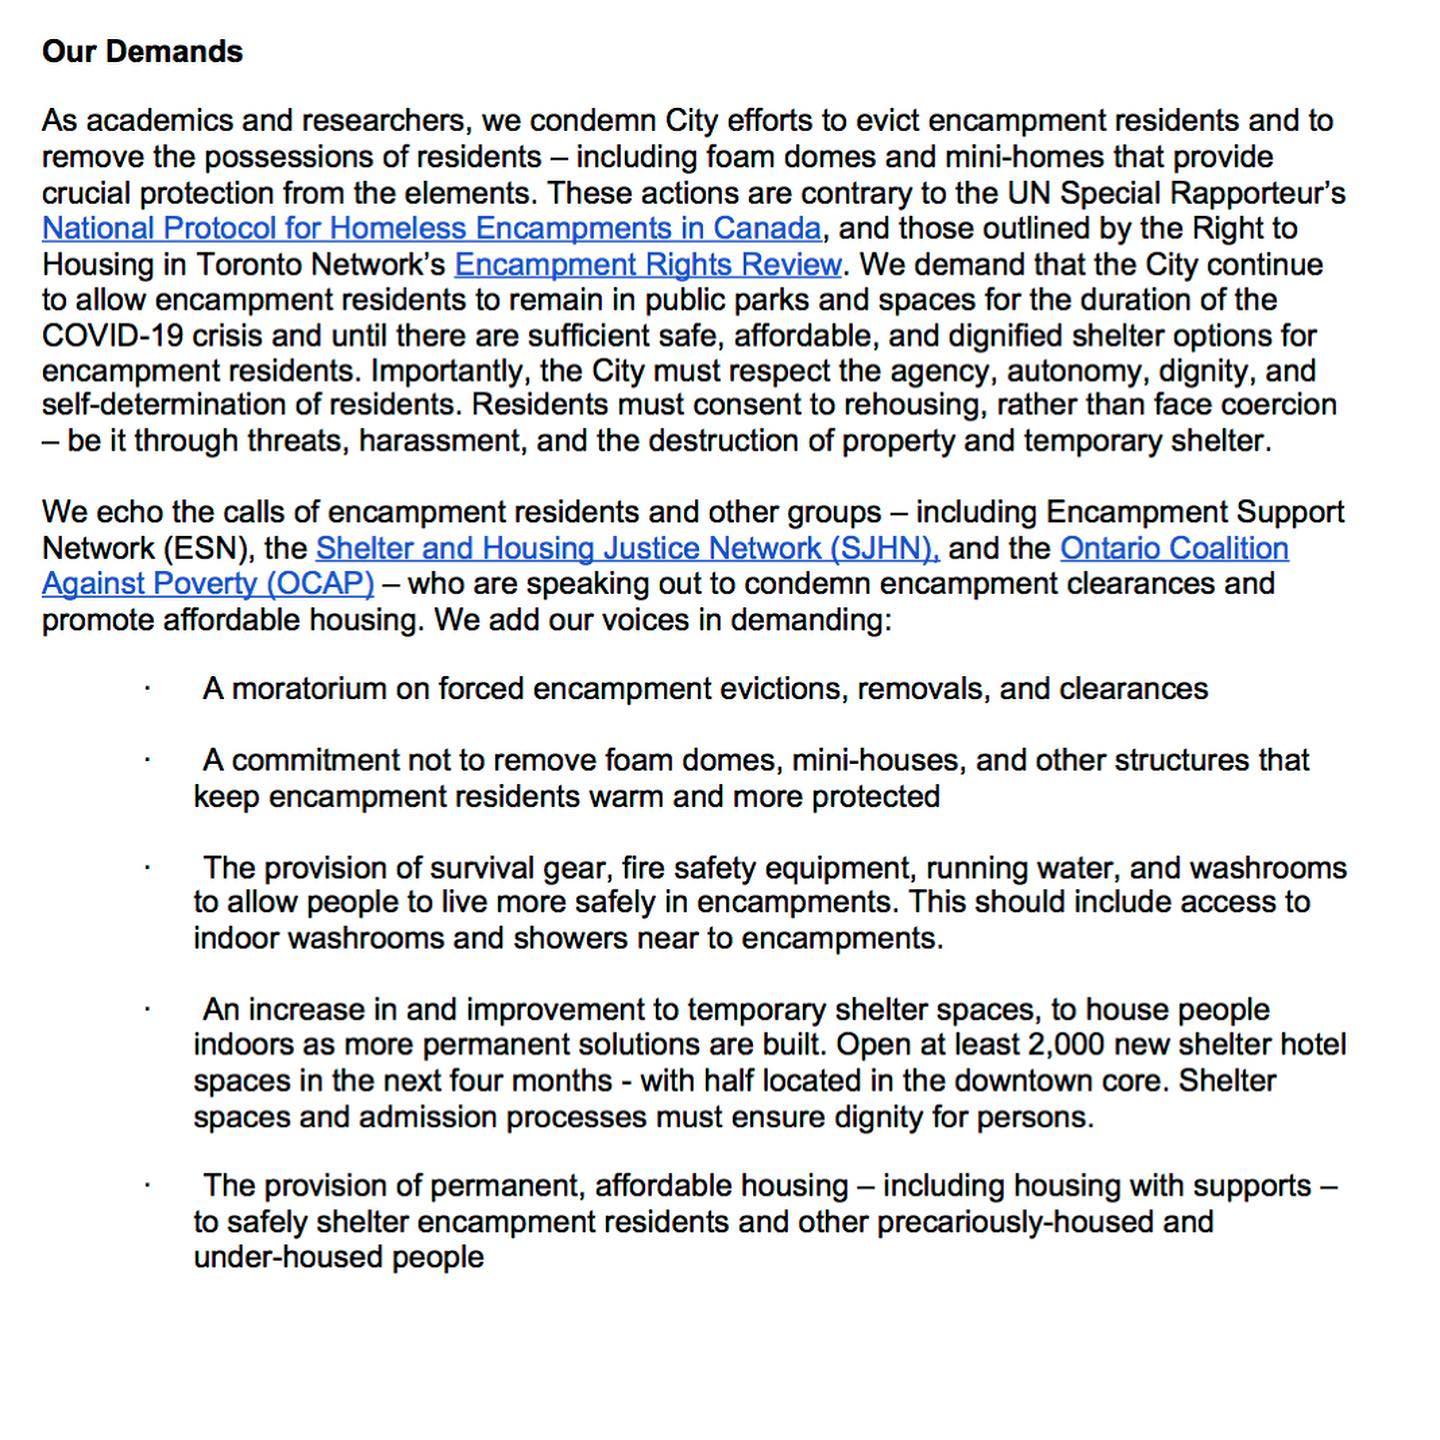 Our Demands
As academics and researchers, we condemn City efforts to evict encampment residents and to
remove the possessions of residents – including foam domes and mini-homes that provide
crucial protection from the elements. These actions are contrary to the UN Special Rapporteur’s
National Protocol for Homeless Encampments in Canada, and those outlined by the Right to
Housing in Toronto Network’s Encampment Rights Review. We demand that the City continue
to allow encampment residents to remain in public parks and spaces for the duration of the
COVID-19 crisis and until there are sufficient safe, affordable, and dignified shelter options for
encampment residents. Importantly, the City must respect the agency, autonomy, dignity, and
self-determination of residents. Residents must consent to rehousing, rather than face coercion
– be it through threats, harassment, and the destruction of property and temporary shelter.
We echo the calls of encampment residents and other groups – including Encampment Support
Network (ESN), the Shelter and Housing Justice Network (SJHN), and the Ontario Coalition
Against Poverty (OCAP) – who are speaking out to condemn encampment clearances and
promote affordable housing. We add our voices in demanding:
· A moratorium on forced encampment evictions, removals, and clearances
· A commitment not to remove foam domes, mini-houses, and other structures that
keep encampment residents warm and more protected
· The provision of survival gear, fire safety equipment, running water, and washrooms
to allow people to live more safely in encampments. This should include access to
indoor washrooms and showers near to encampments.
· An increase in and improvement to temporary shelter spaces, to house people
indoors as more permanent solutions are built. Open at least 2,000 new shelter hotel
spaces in the next four months - with half located in the downtown core. Shelter
spaces and admission processes must ensure dignity for persons.
· The provision of permanent, affordable housing – including housing with supports –
to safely shelter encampment residents and other precariously-housed and
under-housed people